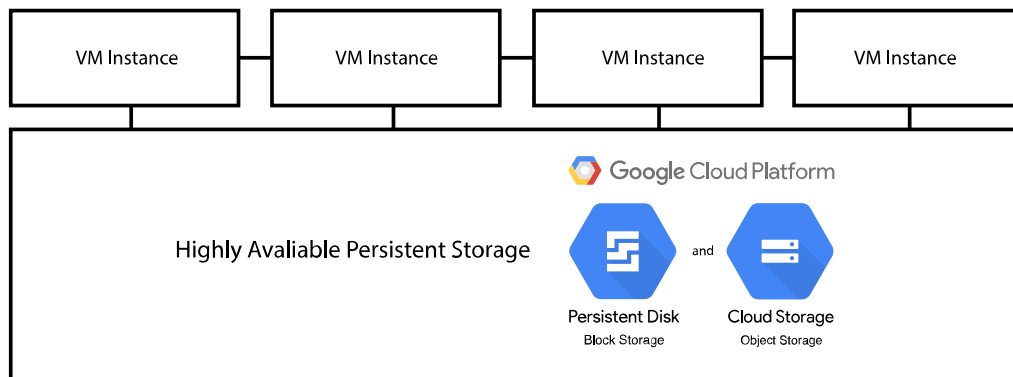 VM Instance
VM Instance
VM Instance
VM Instance
Google Cloud Platform
Highly Avaliable Persistent Storage
and
Persistent Disk
Cloud Storage
Block Storage
Object Storage